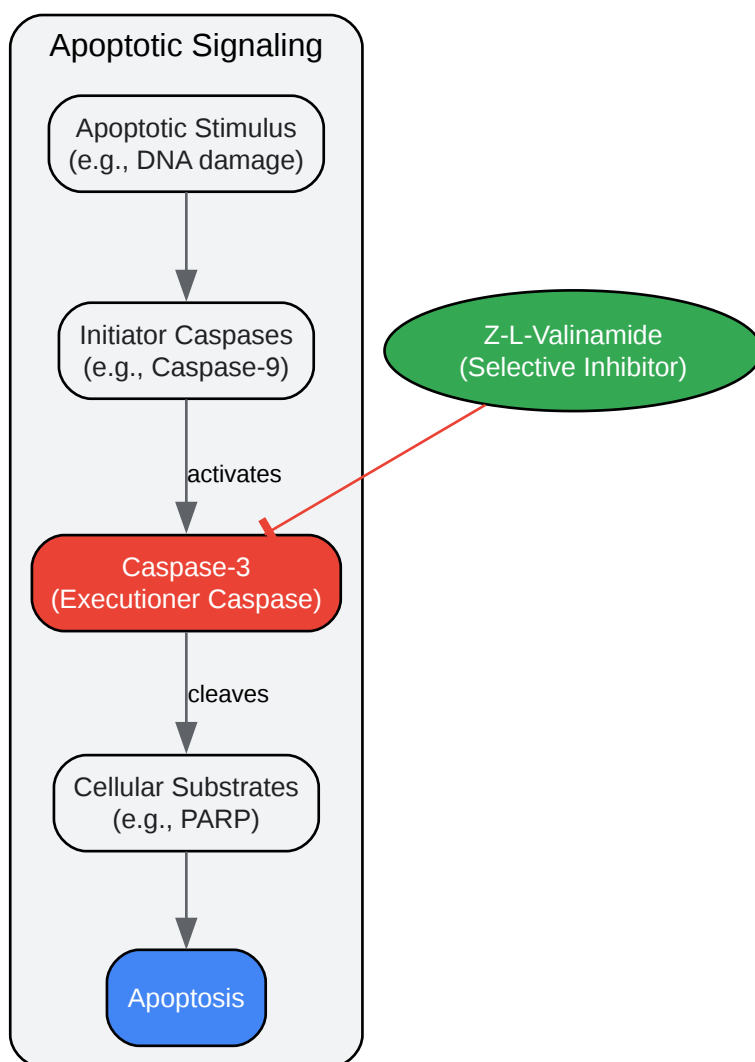 Apoptotic Signaling
Apoptotic Stimulus
(e.g., DNA damage)
Initiator Caspases
(e.g., Caspase-9)
Z-L-Valinamide
(Selective Inhibitor)
activates
Caspase-3
(Executioner Caspase)
cleaves
Cellular Substrates
(e.g., PARP)
Apoptosis